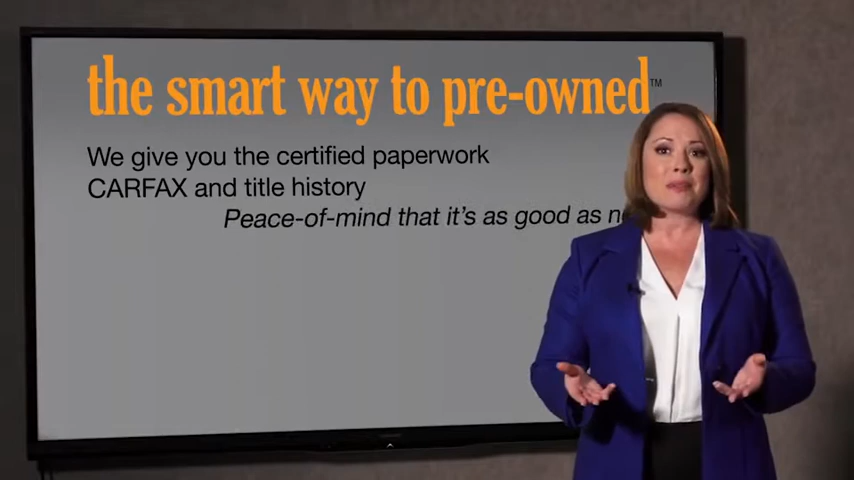 the smart way to pre-owned™
We give you the certified paperwork
CARFAX and title history
Peace-of-mind that it's as good as